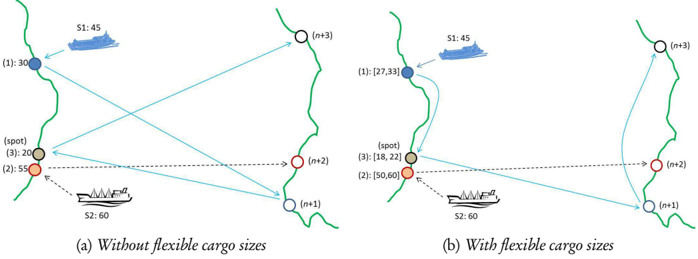 S1: 45
(n+3)
(1): 30
(spot)
(3): 20
(2): 55
(n+2)
S2: 60
(n+1)
(a) Without flexible cargo sizes
S1: 45
(n+3)
(1): [27,33]
(spot)
(3): [18, 22]
(2): [50,60]
(n+2)
S2: 60
(n+1)
(b) With flexible cargo sizes